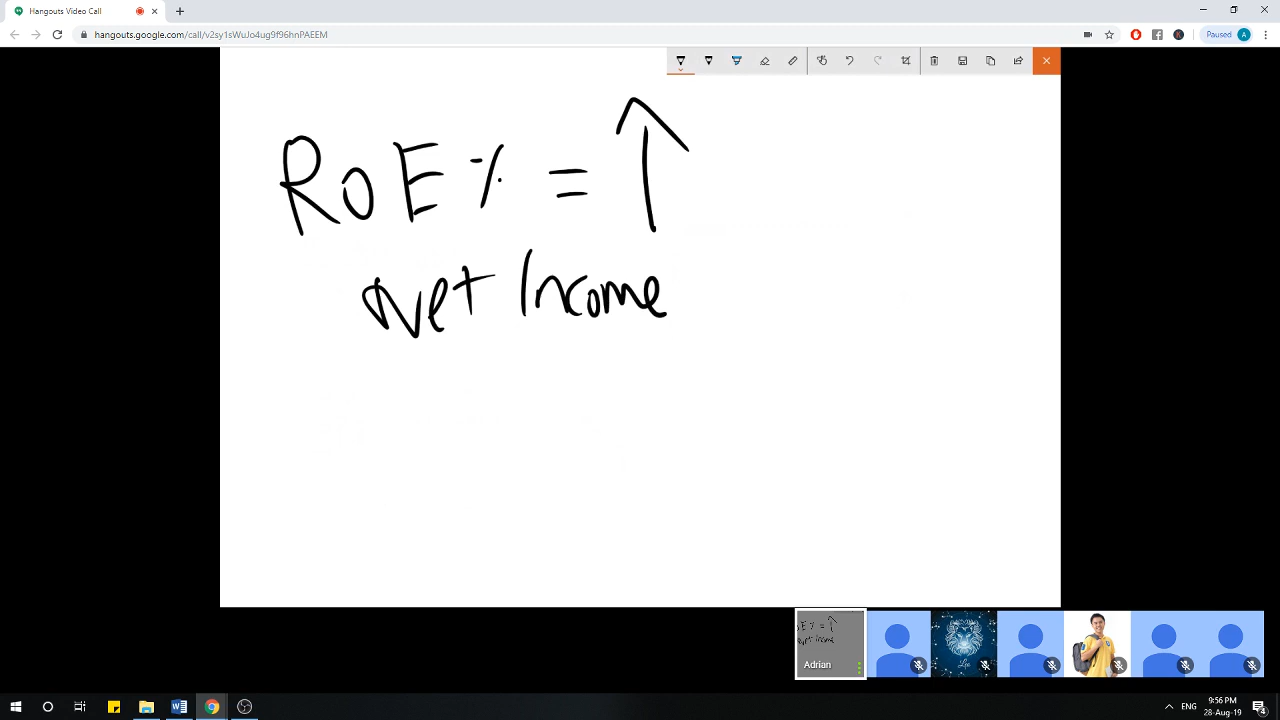 Hangouts Video Call
hangouts.google.com/call/v2sy1sWuJo4ug9f96hnPAEEM
Paused
A
RoE % = ↑
Net Income
Adrian
Life
ENG
9:56 PM
28-Aug-19